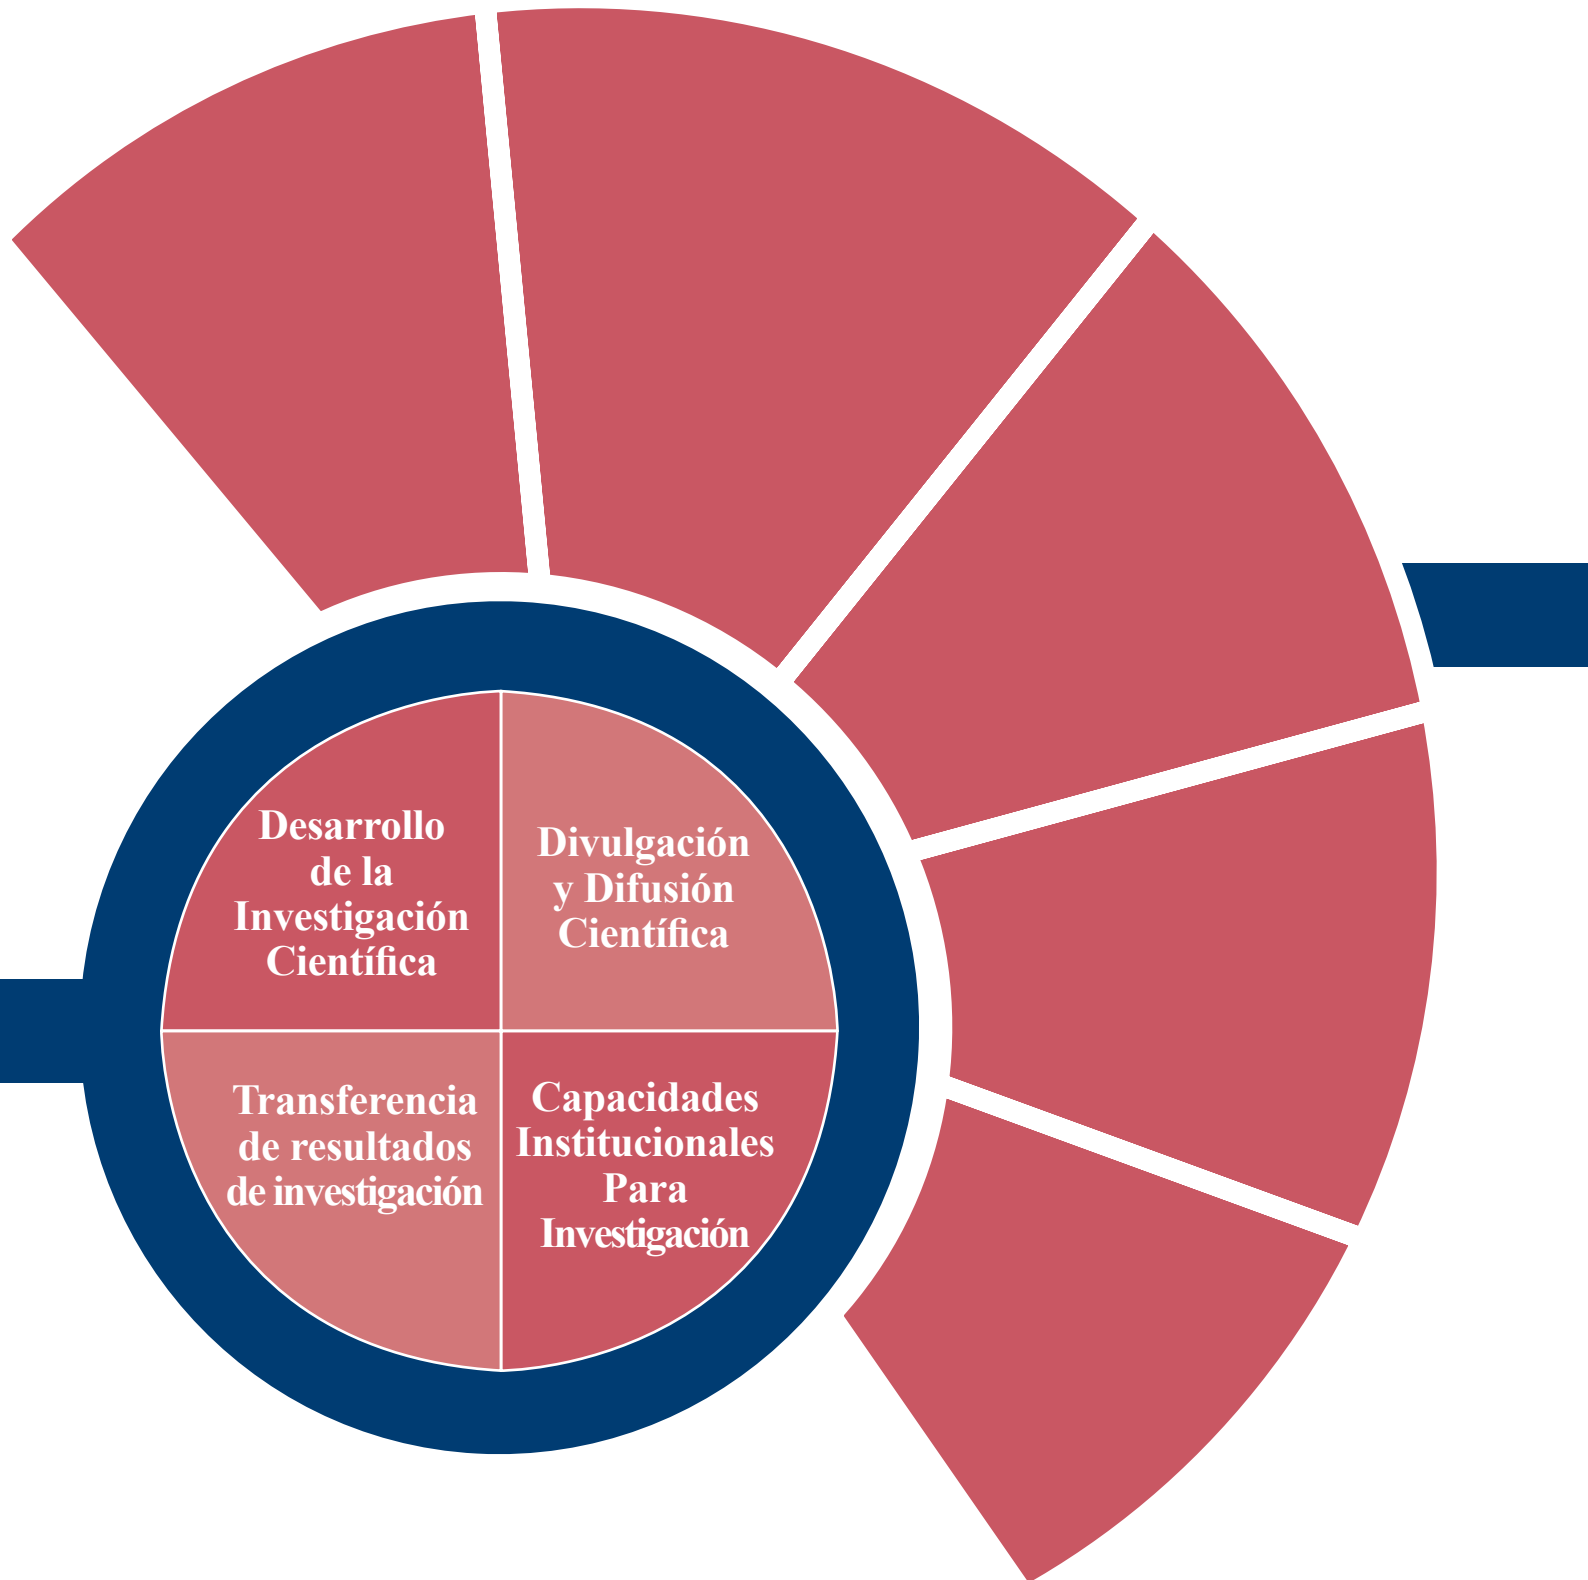 Desarrollo
de la
Investigación
Científica
Divulgación
y Difusión
Científica
Transferencia
de resultados
de investigación
Capacidades
Institucionales
Para
Investigación